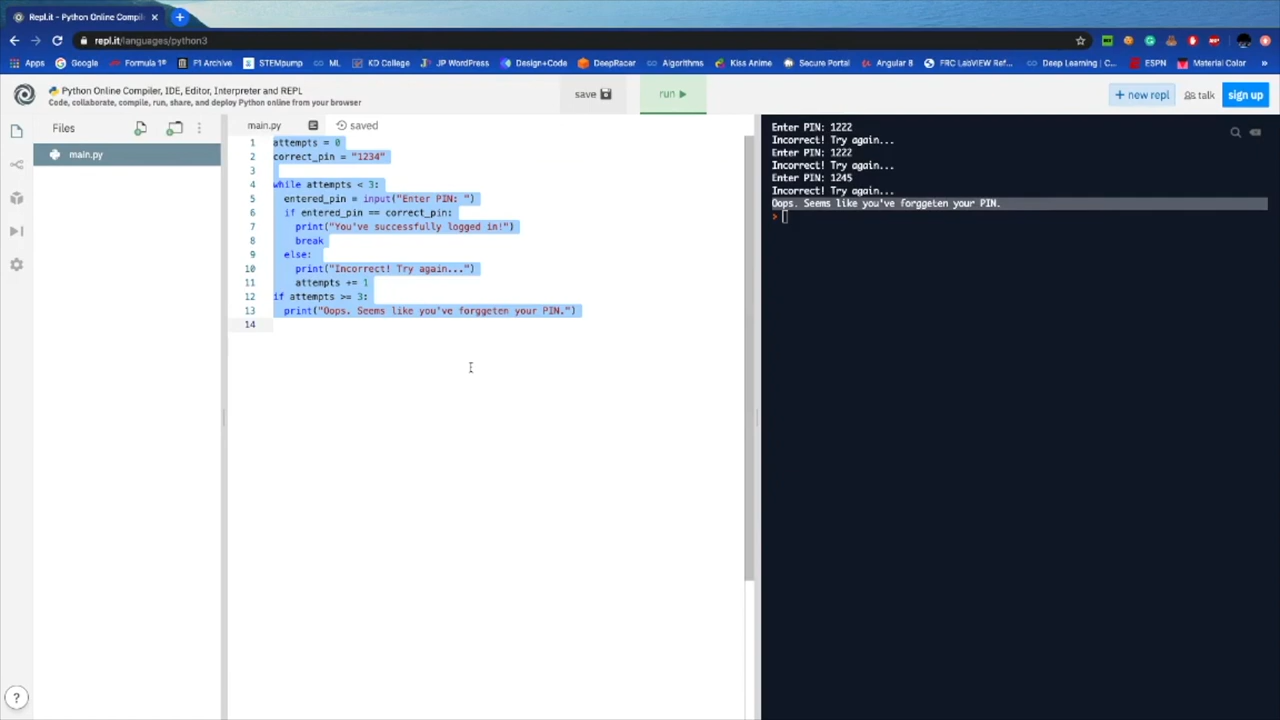 Repl.it - Python Online Compil
repl.it/languages/python3
Apps Google Formula 1® F1 Archive STEMpump ML KD College JP WordPress Design+Code DeepRacer Algorithms Kiss Anime Secure Portal Angular 8 FRC LabVIEW Ref... Deep Learning | C... ESPN Material Color »
Python Online Compiler, IDE, Editor, Interpreter and REPL
Code, collaborate, compile, run, share, and deploy Python online from your browser
save
run
+ new repl
talk
sign up
Files
main.py
main.py
saved
1 attempts = 0
2 correct_pin = "1234"
3
4 while attempts < 3:
5 entered_pin = input("Enter PIN: ")
6 if entered_pin == correct_pin:
7 print("You've successfully logged in!")
8 break
9 else:
10 print("Incorrect! Try again...")
11 attempts += 1
12 if attempts >= 3:
13 print("Oops. Seems like you've forggeten your PIN.")
14
Enter PIN: 1222
Incorrect! Try again...
Enter PIN: 1222
Incorrect! Try again...
Enter PIN: 1245
Incorrect! Try again...
Oops. Seems like you've forggeten your PIN.
>
?